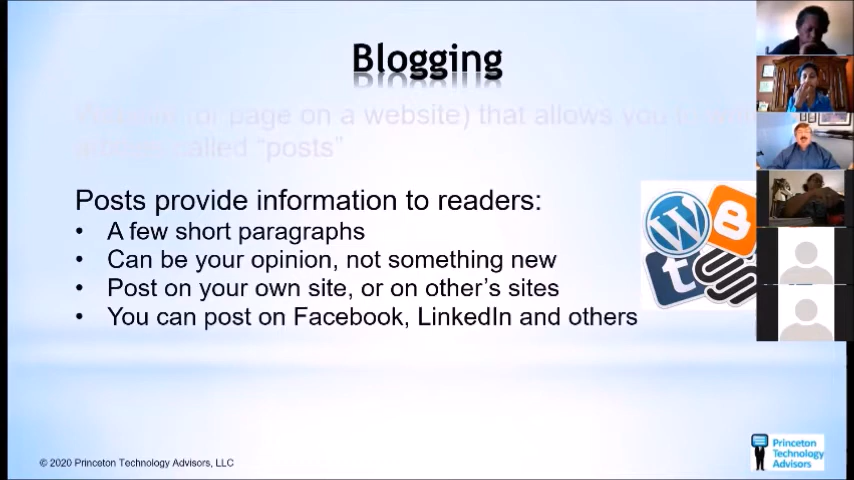 Blogging
Website (or page on a website) that allows you to
called “posts”
Posts provide information to readers:
• A few short paragraphs
• Can be your opinion, not something new
• Post on your own site, or on other’s sites
• You can post on Facebook, LinkedIn and others
© 2020 Princeton Technology Advisors, LLC
Princeton
Technology
Advisors